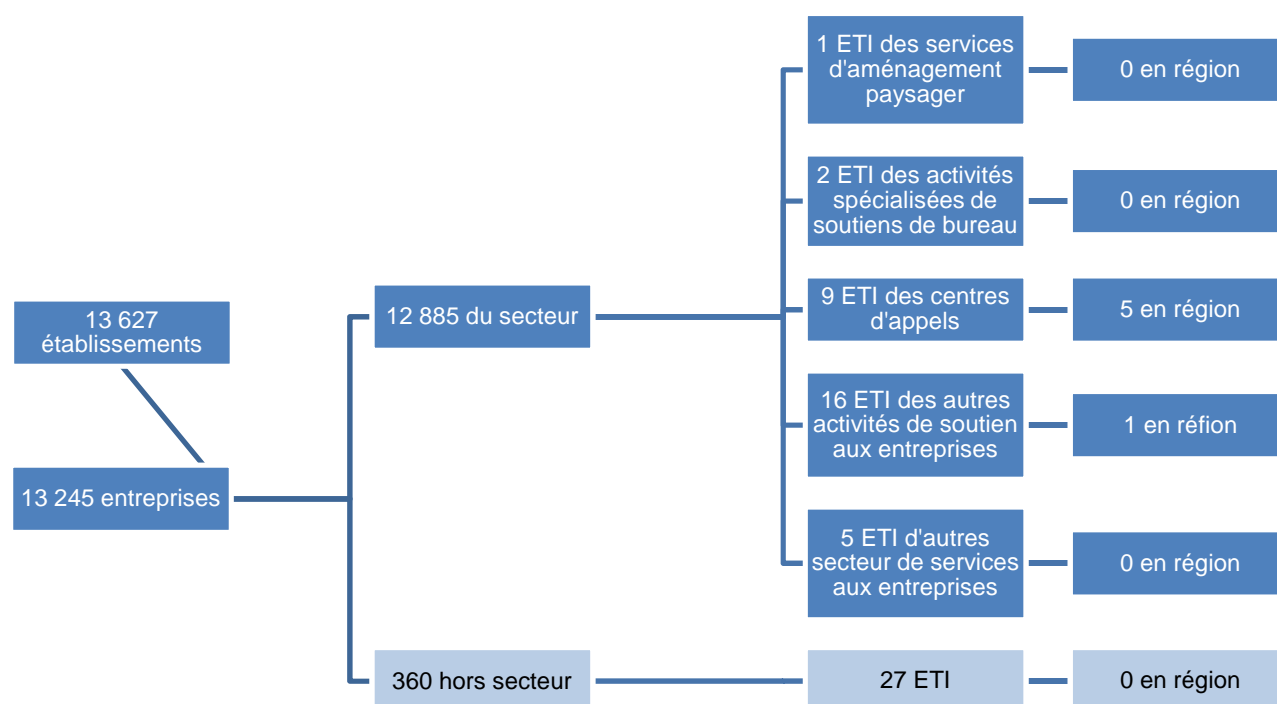 13 627
établissements
13 245 entreprises
12 885 du secteur
360 hors secteur
1 ETI des services
d'aménagement
paysager
0 en région
2 ETI des activités
spécialisées de
soutiens de bureau
0 en région
9 ETI des centres
d'appels
5 en région
16 ETI des autres
activités de soutien
aux entreprises
1 en réfion
5 ETI d'autres
secteur de services
aux entreprises
0 en région
27 ETI
0 en région